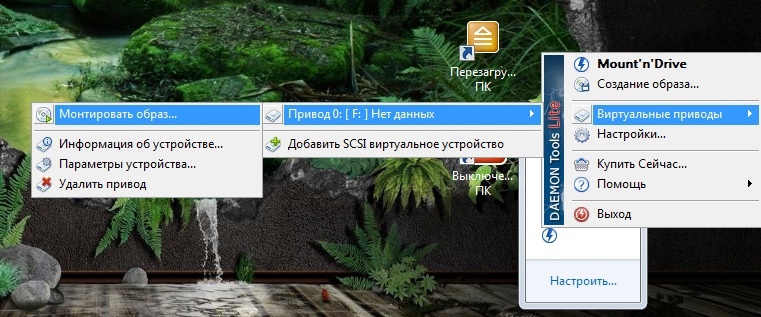 Перезагру...
ПК
Mount'n'Drive
Создание образа...
Виртуальные приводы
Настройки...
Купить Сейчас...
Помощь
Выход
DAEMON Tools Lite
Привод 0: [ F: ] Нет данных
Добавить SCSI виртуальное устройство
Монтировать образ...
Информация об устройстве...
Параметры устройства...
Удалить привод
Выключе...
ПК
Настроить...